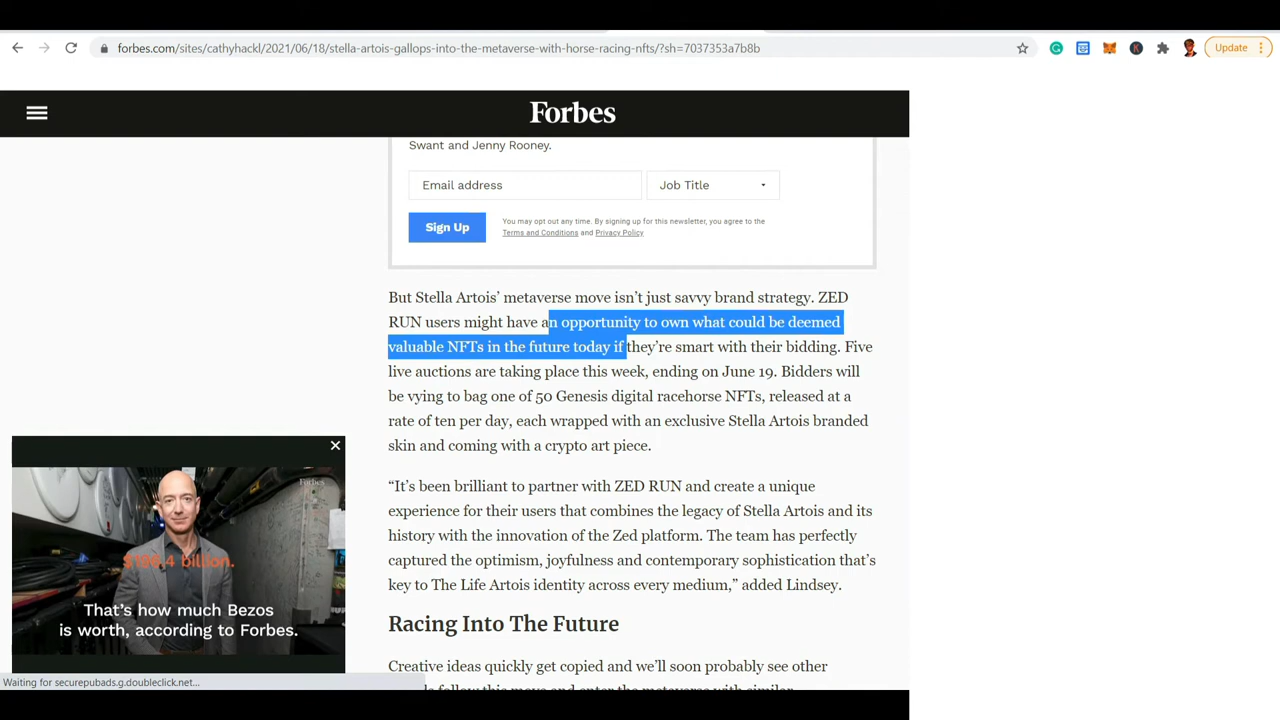 forbes.com/sites/cathyhackl/2021/06/18/stella-artois-gallops-into-the-metaverse-with-horse-racing-nfts/?sh=7037353a7b8b
Update
Forbes
Swant and Jenny Rooney.
Email address
Job Title
Sign Up
You may opt out any time. By signing up for this newsletter, you agree to the
Terms and Conditions and Privacy Policy
But Stella Artois’ metaverse move isn’t just savvy brand strategy. ZED
RUN users might have an opportunity to own what could be deemed
valuable NFTs in the future today if they’re smart with their bidding. Five
live auctions are taking place this week, ending on June 19. Bidders will
be vying to bag one of 50 Genesis digital racehorse NFTs, released at a
rate of ten per day, each wrapped with an exclusive Stella Artois branded
skin and coming with a crypto art piece.
“It’s been brilliant to partner with ZED RUN and create a unique
experience for their users that combines the legacy of Stella Artois and its
history with the innovation of the Zed platform. The team has perfectly
captured the optimism, joyfulness and contemporary sophistication that’s
key to The Life Artois identity across every medium,” added Lindsey.
Racing Into The Future
Creative ideas quickly get copied and we’ll soon probably see other
follow this move and enter the metaverse with similar
Forbes
billion.
That’s how much Bezos
is worth, according to Forbes.
Waiting for securepubads.g.doubleclick.net...